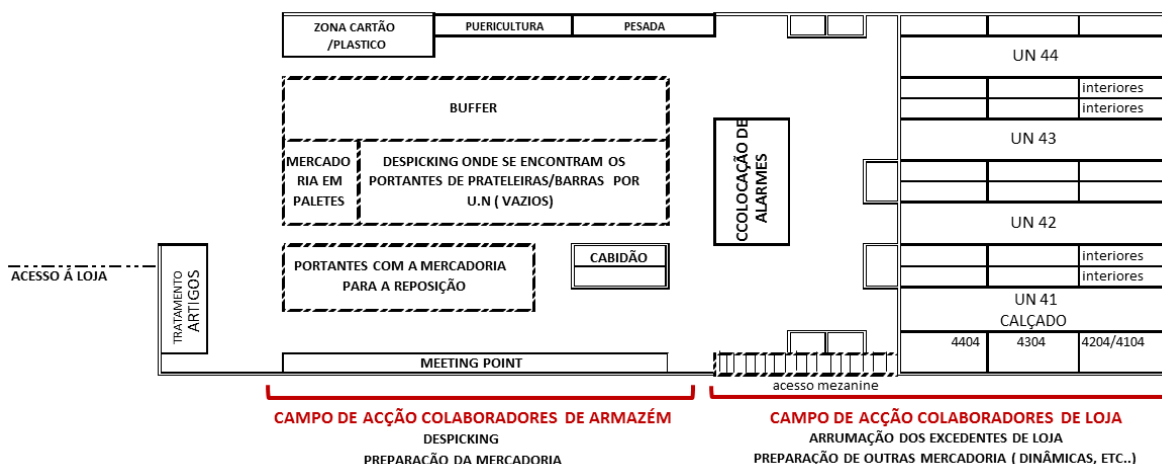 ZONA CARTÃO
/PLASTICO
PUERICULTURA
PESADA
BUFFER
MERCADO
RIA EM
PALETES
DESPICKING ONDE SE ENCONTRAM OS
PORTANTES DE PRATELEIRAS/BARRAS POR
U.N ( VAZIOS)
CCOLOCAÇÃO DE
ALARMES
ACESSO Á LOJA
TRATAMENTO
ARTIGOS
PORTANTES COM A MERCADORIA
PARA A REPOSIÇÃO
CABIDÃO
MEETING POINT
acesso mezanine
UN 44
interiores
interiores
UN 43
UN 42
interiores
interiores
UN 41
CALÇADO
4404
4304
4204/4104
CAMPO DE ACÇÃO COLABORADORES DE ARMAZÉM
DESPICKING
PREPARAÇÃO DA MERCADORIA
CAMPO DE ACÇÃO COLABORADORES DE LOJA
ARRUMAÇÃO DOS EXCEDENTES DE LOJA
PREPARAÇÃO DE OUTRAS MERCADORIA ( DINÂMICAS, ETC..)